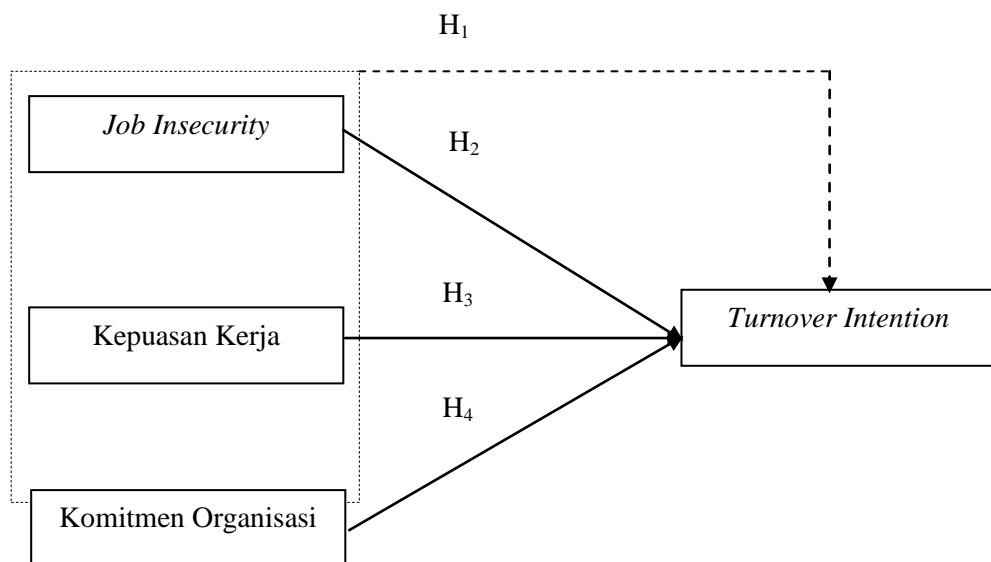 H₁
Job Insecurity
H₂
Kepuasan Kerja
H₃
Turnover Intention
H₄
Komitmen Organisasi